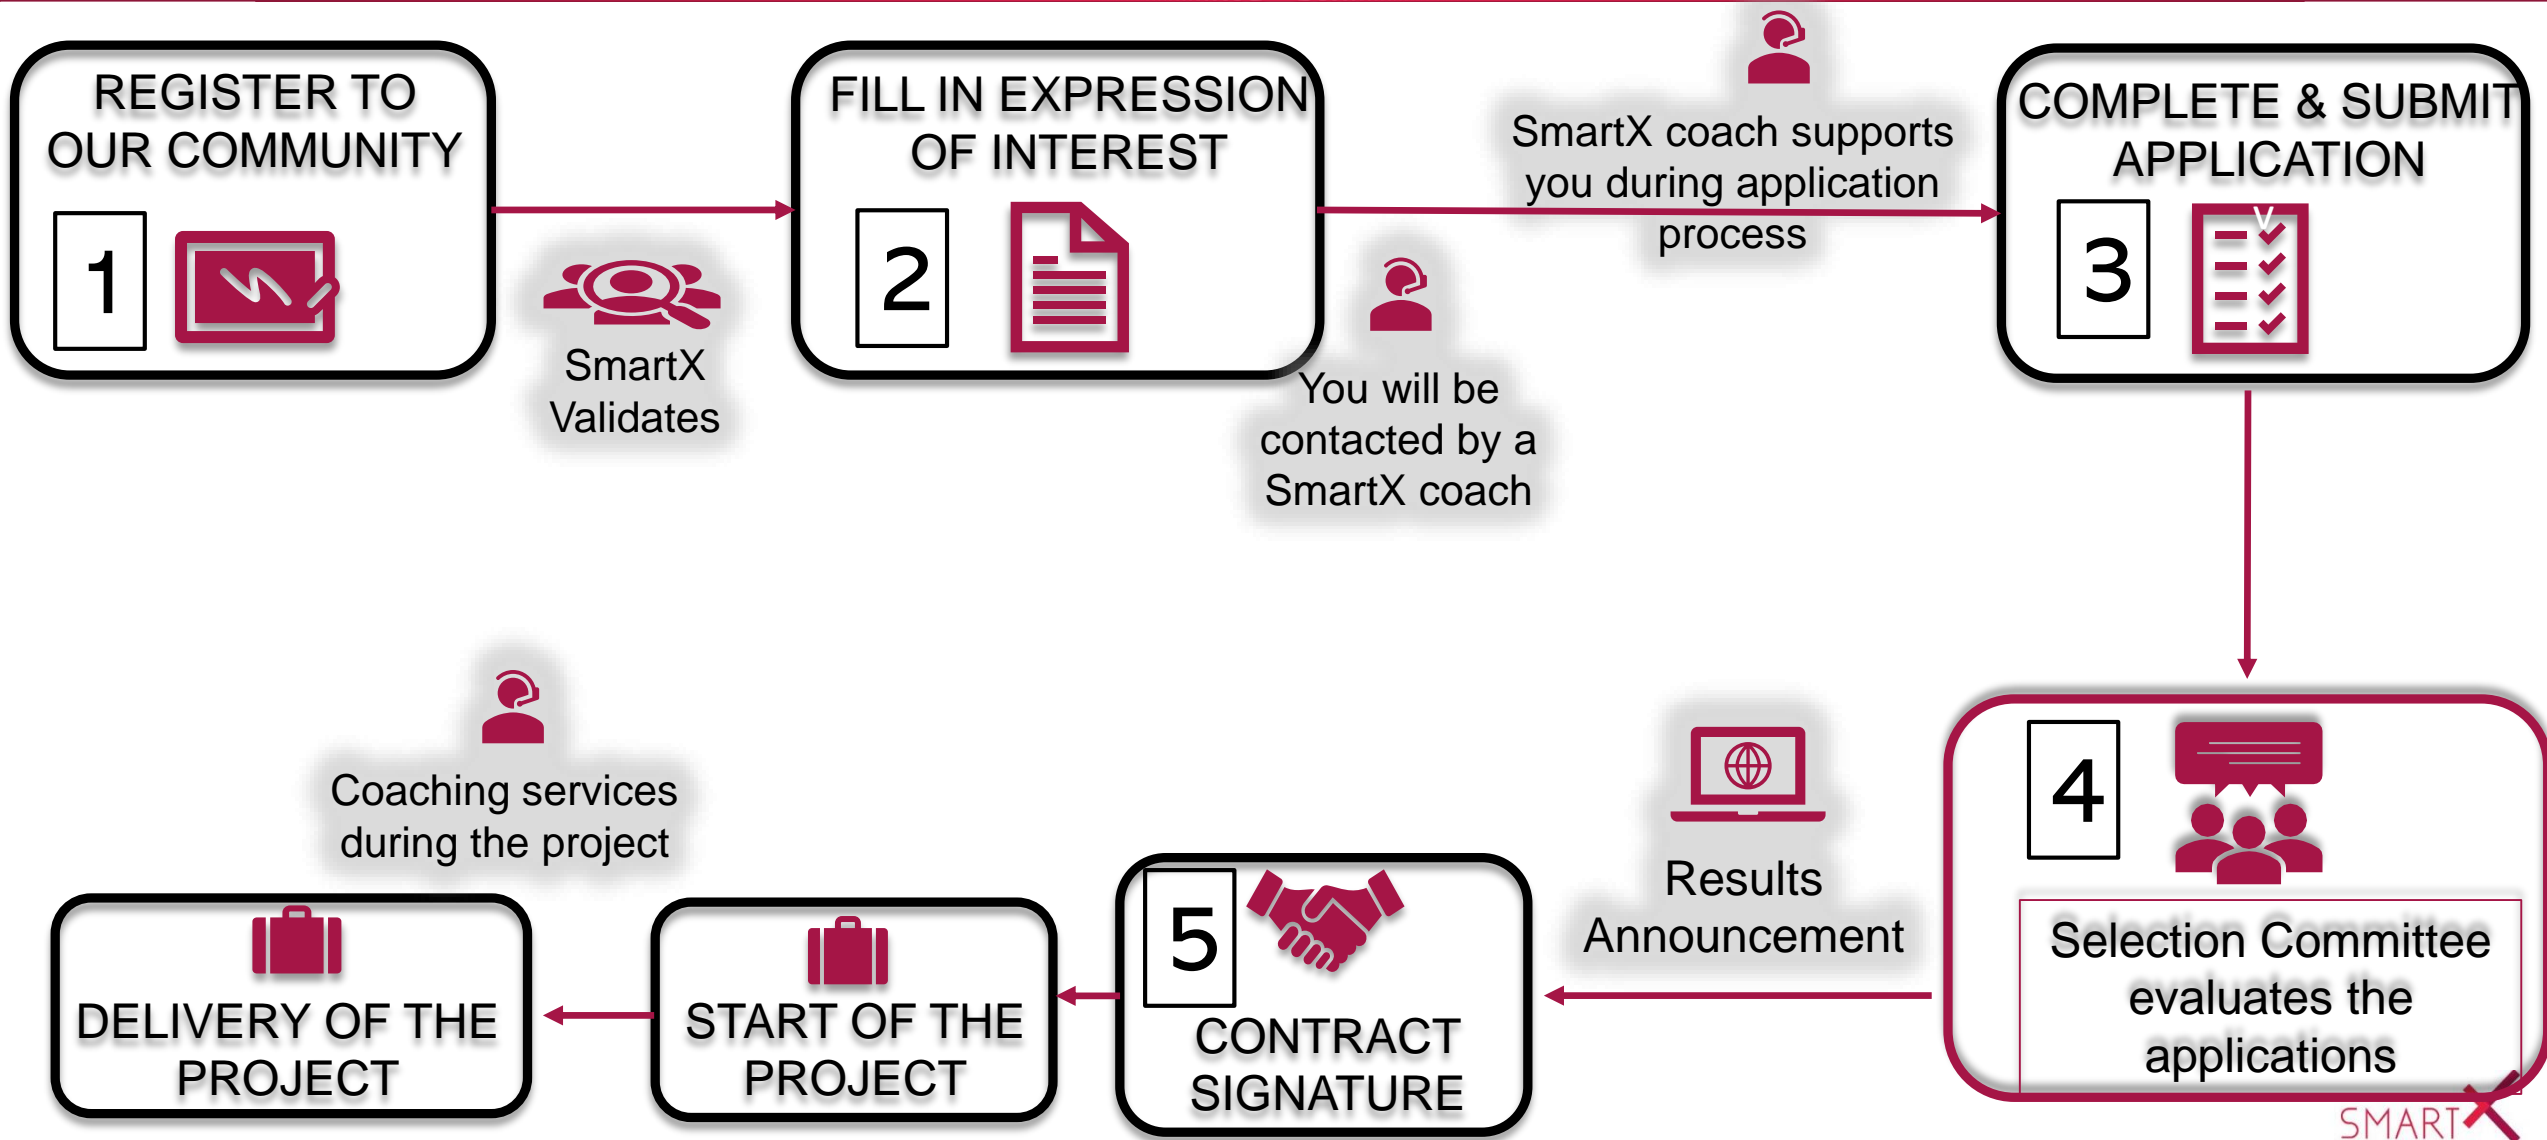 REGISTER TO
OUR COMMUNITY
1
SmartX
Validates
FILL IN EXPRESSION
OF INTEREST
2
You will be
contacted by a
SmartX coach
SmartX coach supports
you during application
process
COMPLETE & SUBMIT
APPLICATION
3
V
4
Selection Committee
evaluates the
applications
Results
Announcement
5
CONTRACT
SIGNATURE
START OF THE
PROJECT
Coaching services
during the project
DELIVERY OF THE
PROJECT
SMARTX